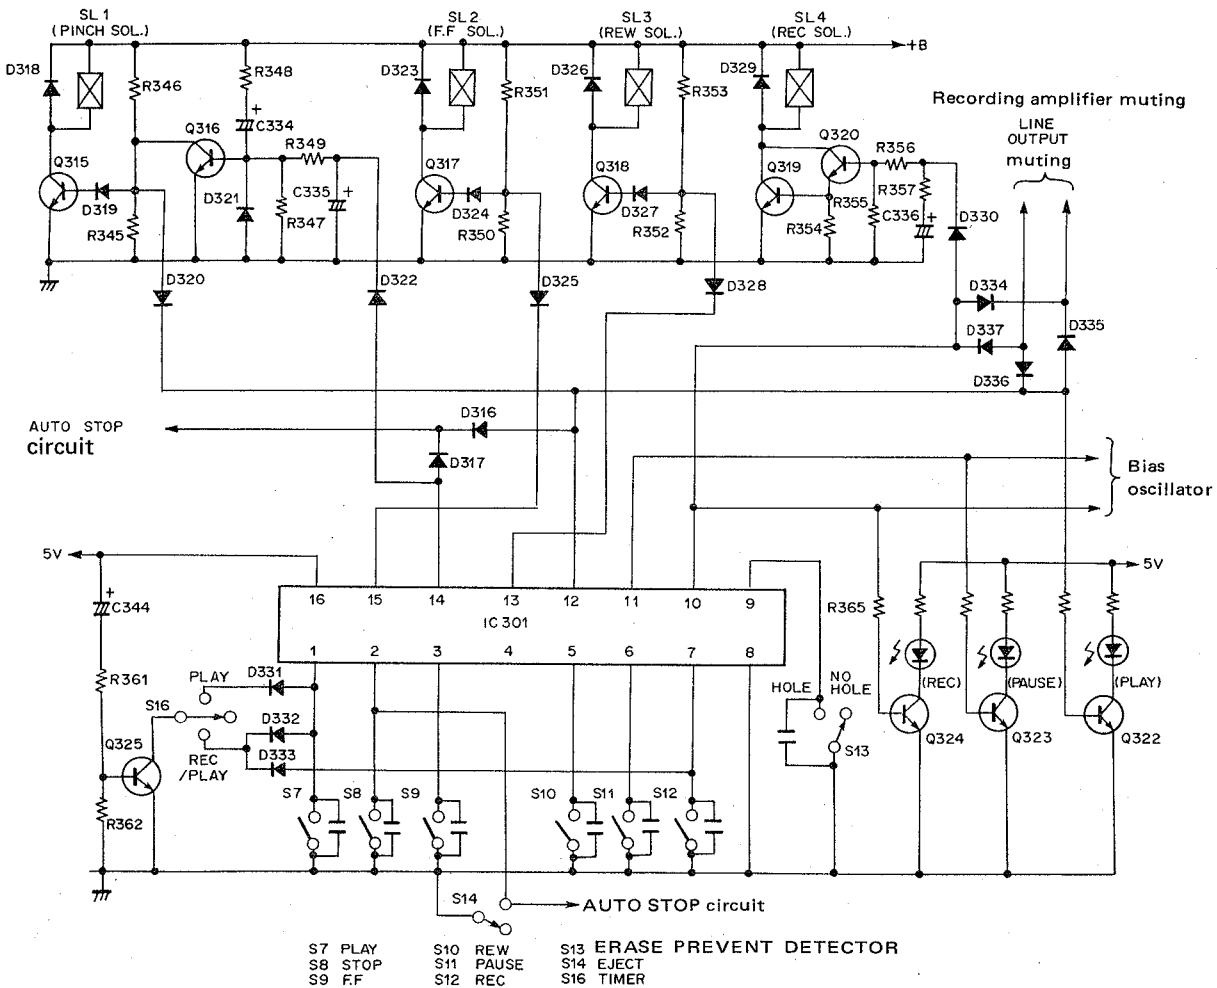 SL 1
(PINCH SOL.)
SL 2
(F.F SOL.)
SL3
(REW SOL.)
SL4
(REC SOL.)
+B
D318
R346
R348
D323
R351
D326
R353
D329
Recording amplifier muting
LINE
OUTPUT
muting
Q316
+
C334
R349
Q320
R356
Q315
Q317
Q318
Q319
R357
D319
D321
C335
+
D324
D327
R355
C336
+
D330
R345
R347
R350
R352
R354
D320
D322
D325
D328
D334
D337
D335
D336
AUTO STOP
circuit
D316
D317
Bias
oscillator
5V
5V
+
C344
16
15
14
13
12
11
10
9
IC 301
1
2
3
4
5
6
7
8
R365
R361
PLAY
D331
S16
D332
D333
REC
/PLAY
Q325
R362
HOLE
NO
HOLE
S13
(REC)
(PAUSE)
(PLAY)
Q324
Q323
Q322
S7
S8
S9
S10
S11
S12
S14
AUTO STOP circuit
S7 PLAY
S10 REW
S13 ERASE PREVENT DETECTOR
S8 STOP
S11 PAUSE
S14 EJECT
S9 F.F
S12 REC
S16 TIMER